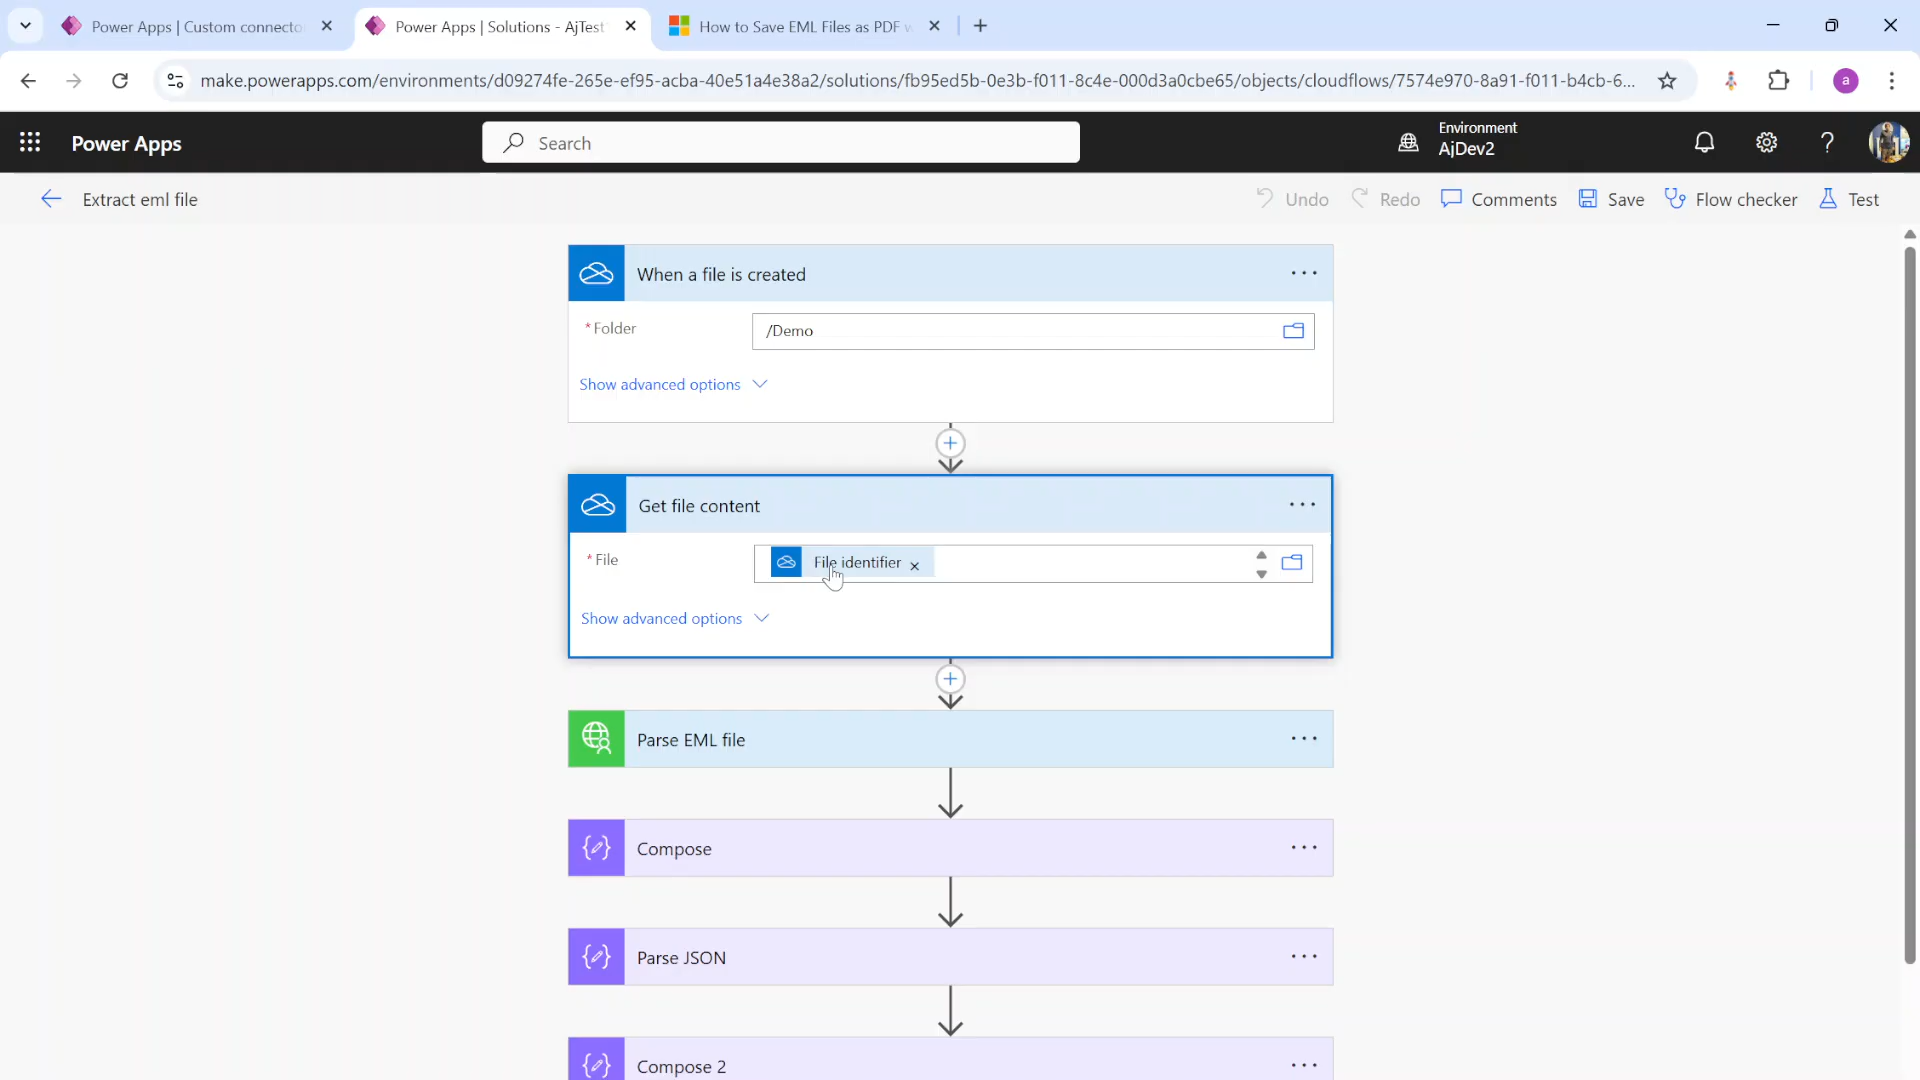 Power Apps | Custom connecto
Power Apps | Solutions - AjTest
How to Save EML Files as PDF w
make.powerapps.com/environments/d09274fe-265e-ef95-acba-40e51a4e38a2/solutions/fb95ed5b-0e3b-f011-8c4e-000d3a0cbe65/objects/cloudflows/7574e970-8a91-f011-b4cb-6...
a
Power Apps
Search
Environment
AjDev2
?
Extract eml file
Undo
Redo
Comments
Save
Flow checker
Test
When a file is created
* Folder
/Demo
Show advanced options
Get file content
* File
File identifier
Show advanced options
Parse EML file
Compose
Parse JSON
Compose 2